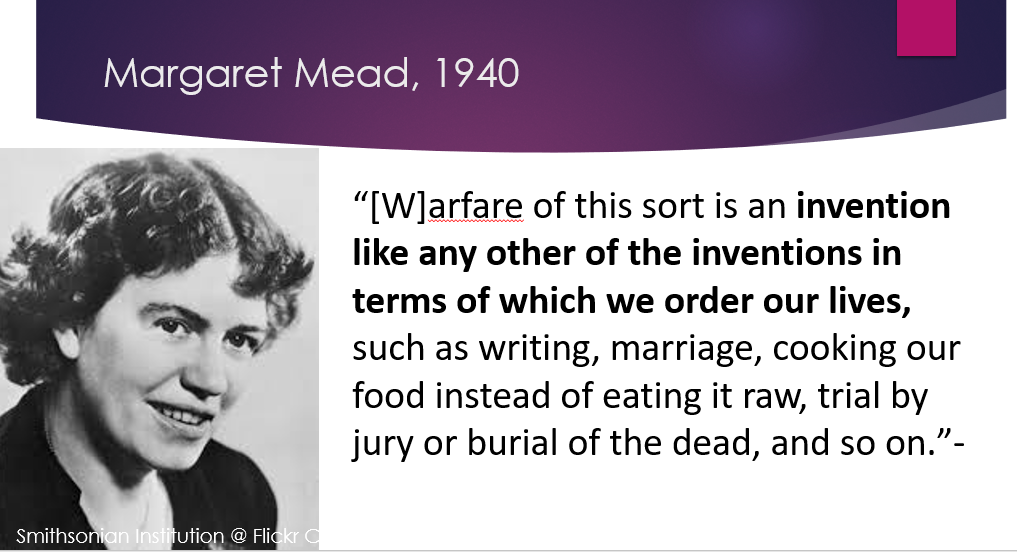 Margaret Mead, 1940
“[W]arfare of this sort is an invention
like any other of the inventions in
terms of which we order our lives,
such as writing, marriage, cooking our
food instead of eating it raw, trial by
jury or burial of the dead, and so on.”-
Smithsonian Institution @ Flickr C